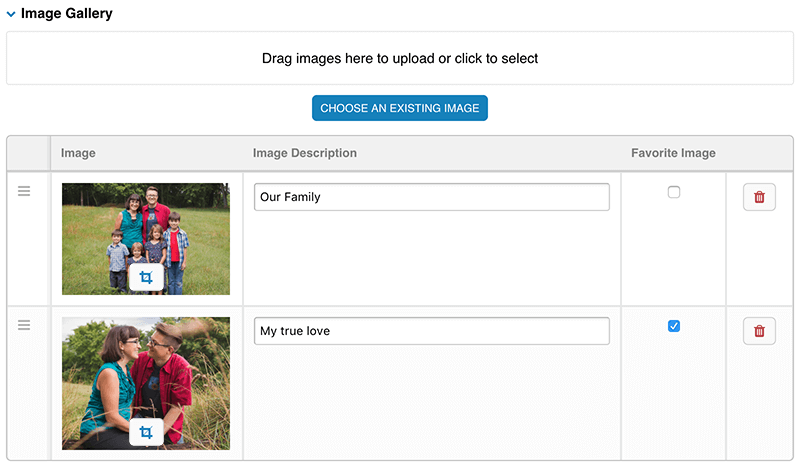 Image Gallery
Drag images here to upload or click to select
CHOOSE AN EXISTING IMAGE
Image Image Description Favorite Image
Our Family
My true love